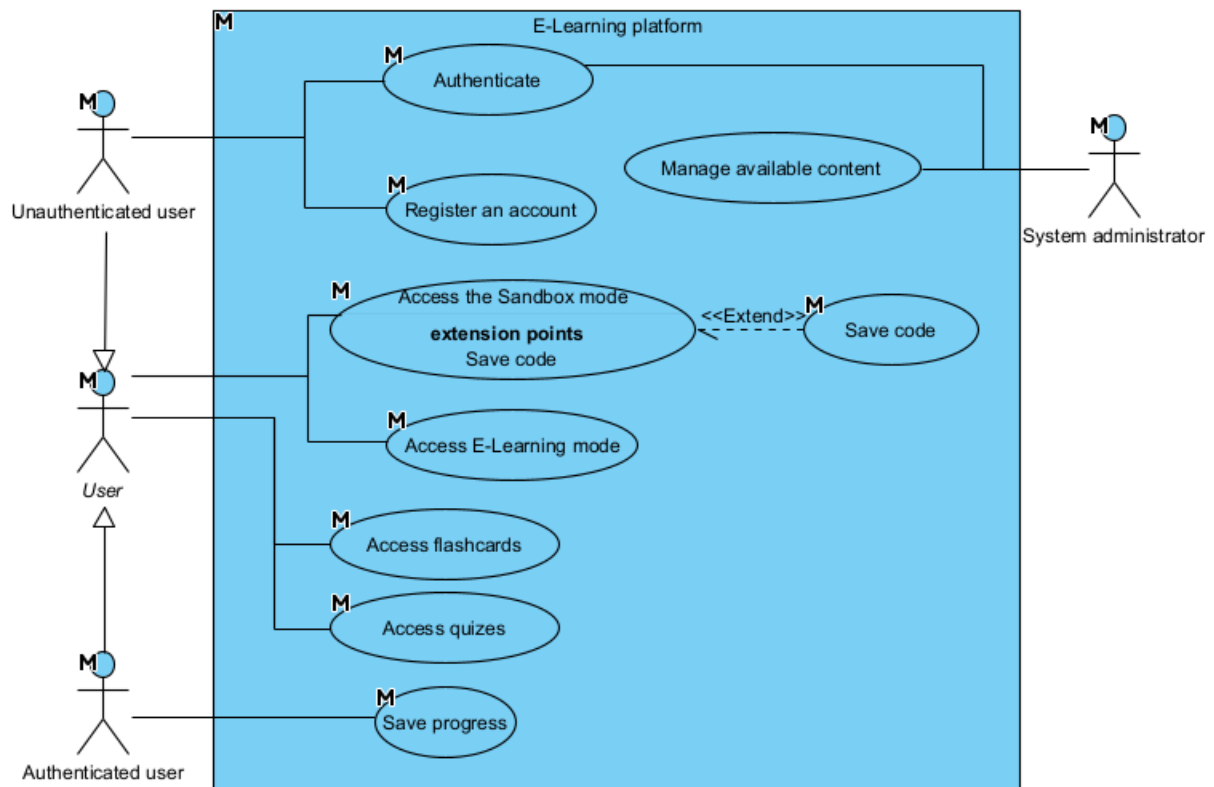 M
E-Learning platform
M
Authenticate
M
Unauthenticated user
M
Manage available content
M
System administrator
M
Register an account
M
Access the Sandbox mode
extension points
Save code
<<Extend>>
M
Save code
M
User
M
Access E-Learning mode
M
Access flashcards
M
Access quizes
M
Authenticated user
M
Save progress